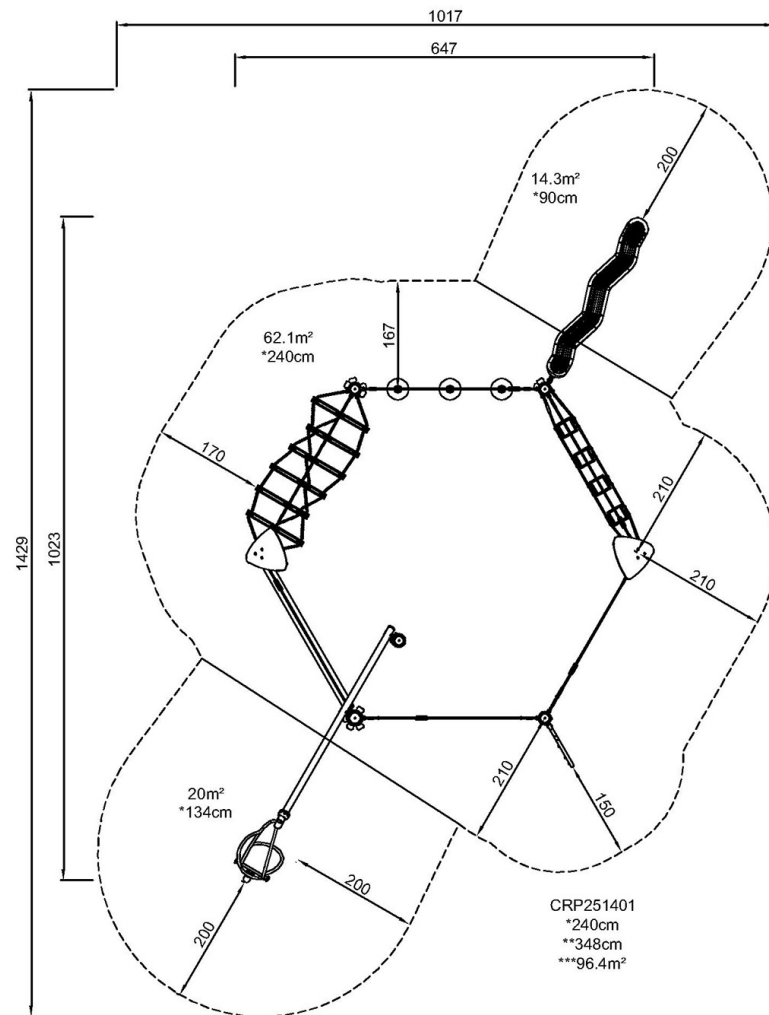 1017
647
200
14.3m²
*90cm
167
62.1m²
*240cm
170
210
210
1429
1023
20m²
*134cm
210
150
200
200
CRP251401
*240cm
**348cm
***96.4m²